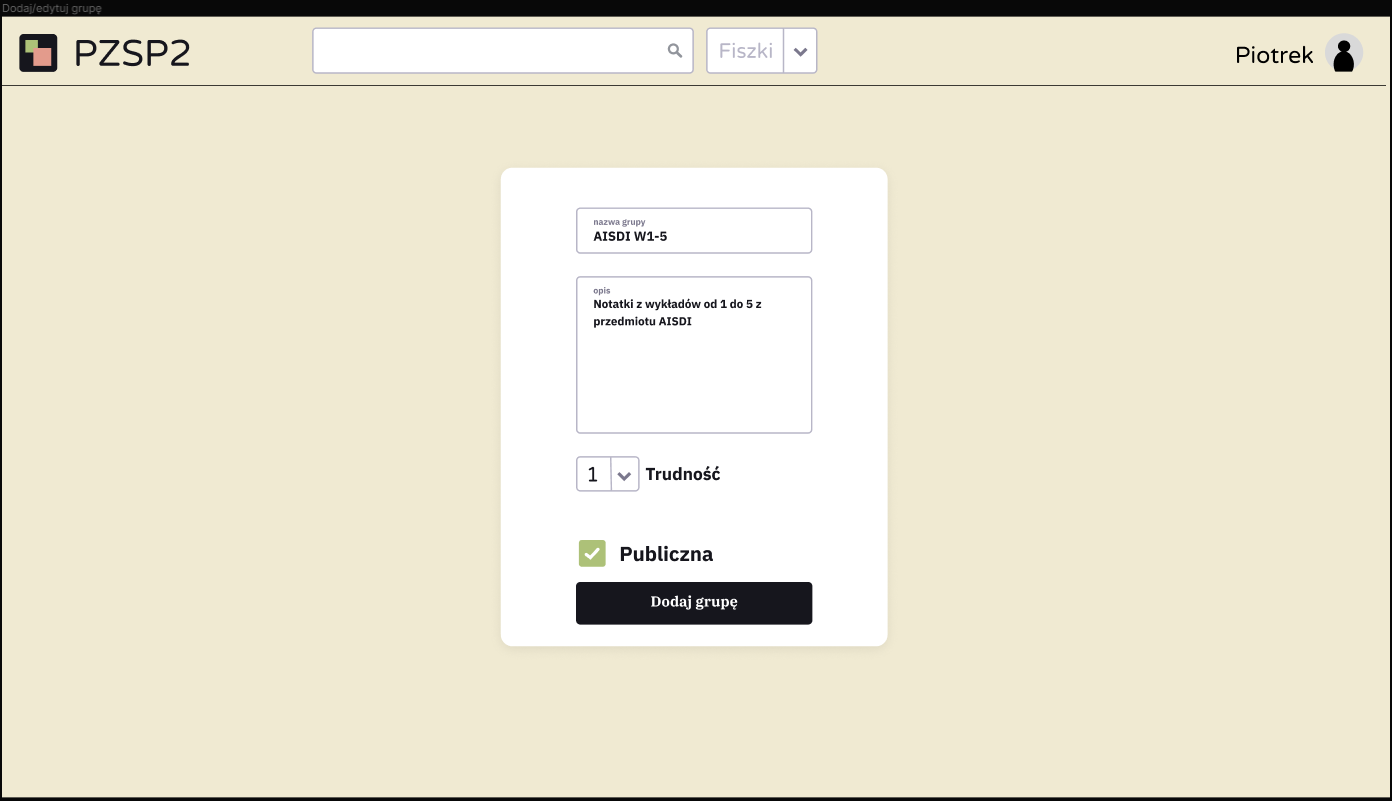 Dodaj/edytuj grupę
PZSP2
Fiszki
Piotrek
nazwa grupy
AISDI W1-5
opis
Notatki z wykładów od 1 do 5 z
przedmiotu AISDI
1
Trudność
Publiczna
Dodaj grupę